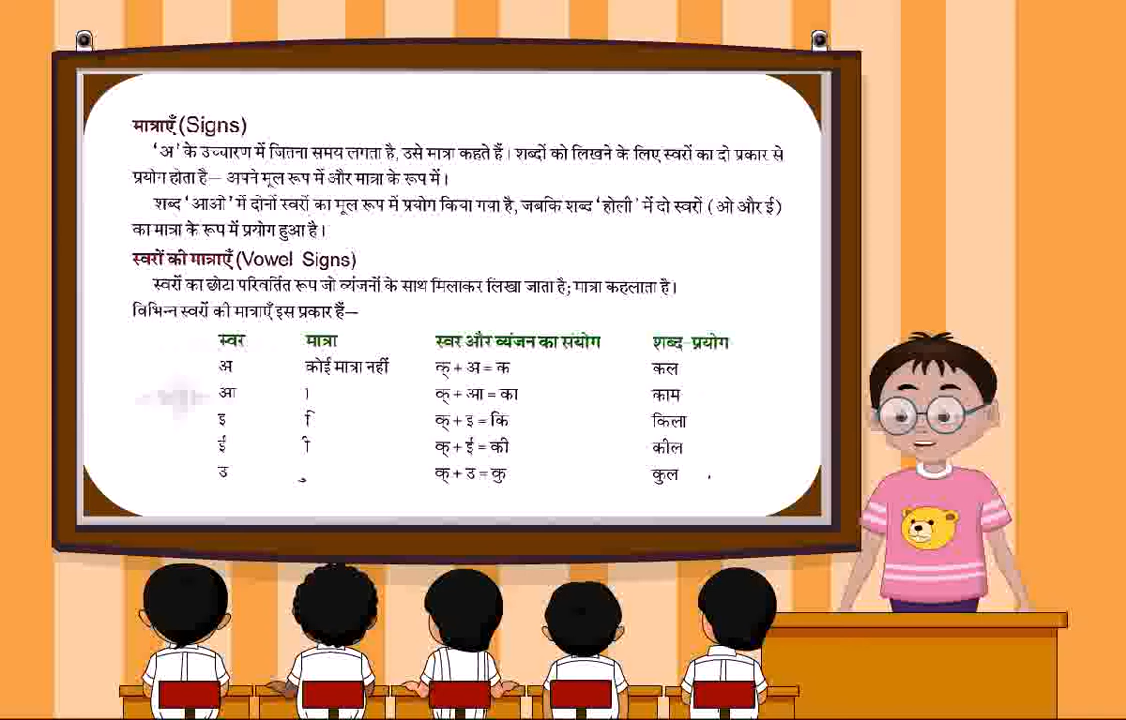 मात्राएँ (Signs)
‘अ’ के उच्चारण में जितना समय लगता है, उसे मात्रा कहते हैं। शब्दों को लिखने के लिए स्वरों का दो प्रकार से
प्रयोग होता है— अपने मूल रूप में और मात्रा के रूप में।
शब्द ‘आओ’ में दोनों स्वरों का मूल रूप में प्रयोग किया गया है, जबकि शब्द ‘होली’ में दो स्वरों (ओ और ई)
का मात्रा के रूप में प्रयोग हुआ है।
स्वरों की मात्राएँ (Vowel Signs)
स्वरों का छोटा परिवर्तित रूप जो व्यंजनों के साथ मिलाकर लिखा जाता है; मात्रा कहलाता है।
विभिन्न स्वरों की मात्राएँ इस प्रकार हैं—
स्वर मात्रा स्वर और व्यंजन का संयोग शब्द-प्रयोग
अ कोई मात्रा नहीं क् + अ = क कल
आ ा क् + आ = का काम
इ ि क् + इ = कि किला
ई ी क् + ई = की कील
उ ु क् + उ = कु कुल